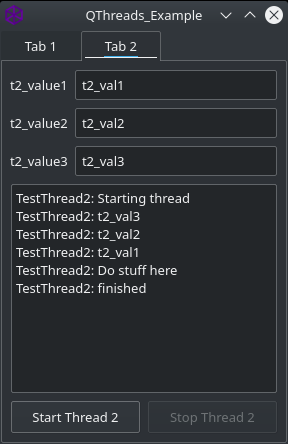 QThreads_Example
Tab 1 Tab 2
t2_value1 t2_val1
t2_value2 t2_val2
t2_value3 t2_val3
TestThread2: Starting thread
TestThread2: t2_val3
TestThread2: t2_val2
TestThread2: t2_val1
TestThread2: Do stuff here
TestThread2: finished
Start Thread 2 Stop Thread 2